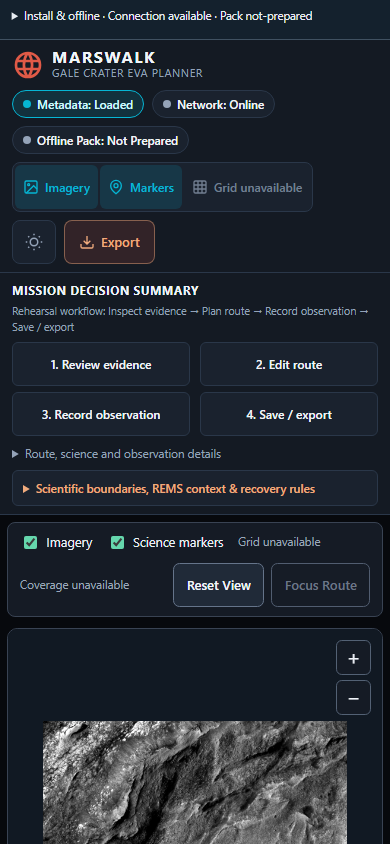 ▶ Install & offline · Connection available · Pack not-prepared
MARSWALK
GALE CRATER EVA PLANNER
Metadata: Loaded
Network: Online
Offline Pack: Not Prepared
Imagery
Markers
Grid unavailable
Export
MISSION DECISION SUMMARY
Rehearsal workflow: Inspect evidence → Plan route → Record observation →
Save / export
1. Review evidence
2. Edit route
3. Record observation
4. Save / export
▶ Route, science and observation details
▶ Scientific boundaries, REMS context & recovery rules
Imagery
Science markers
Grid unavailable
Coverage unavailable
Reset View
Focus Route
+
−